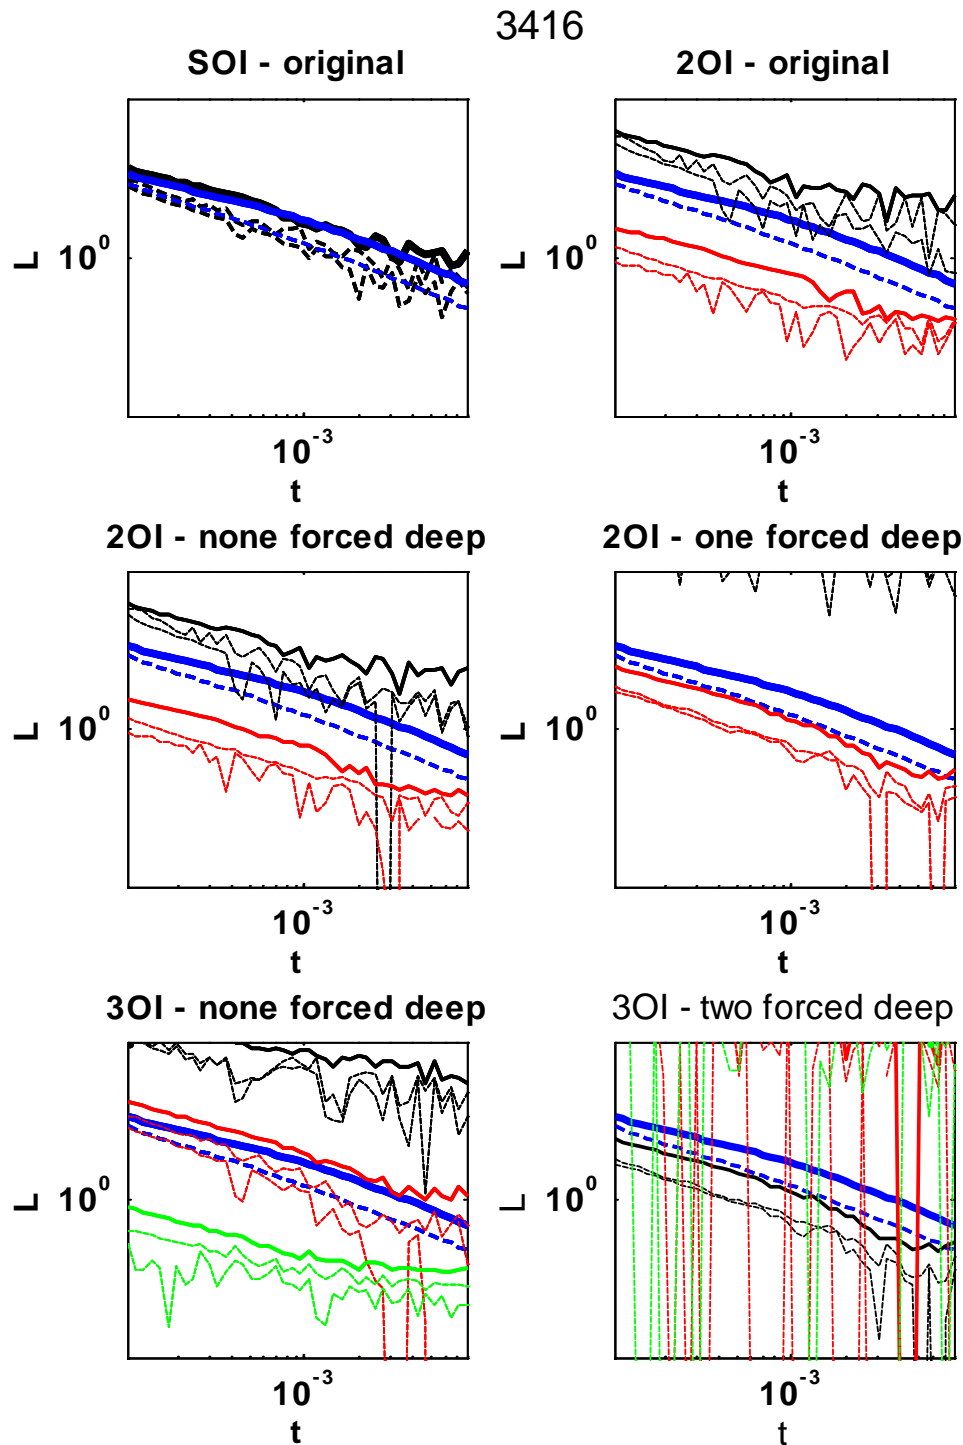 3416
SOI - original
2OI - original
L
10^0
10^-3
t
L
10^0
10^-3
t
2OI - none forced deep
2OI - one forced deep
L
10^0
10^-3
t
L
10^0
10^-3
t
3OI - none forced deep
3OI - two forced deep
L
10^0
10^-3
t
L
10^0
10^-3
t